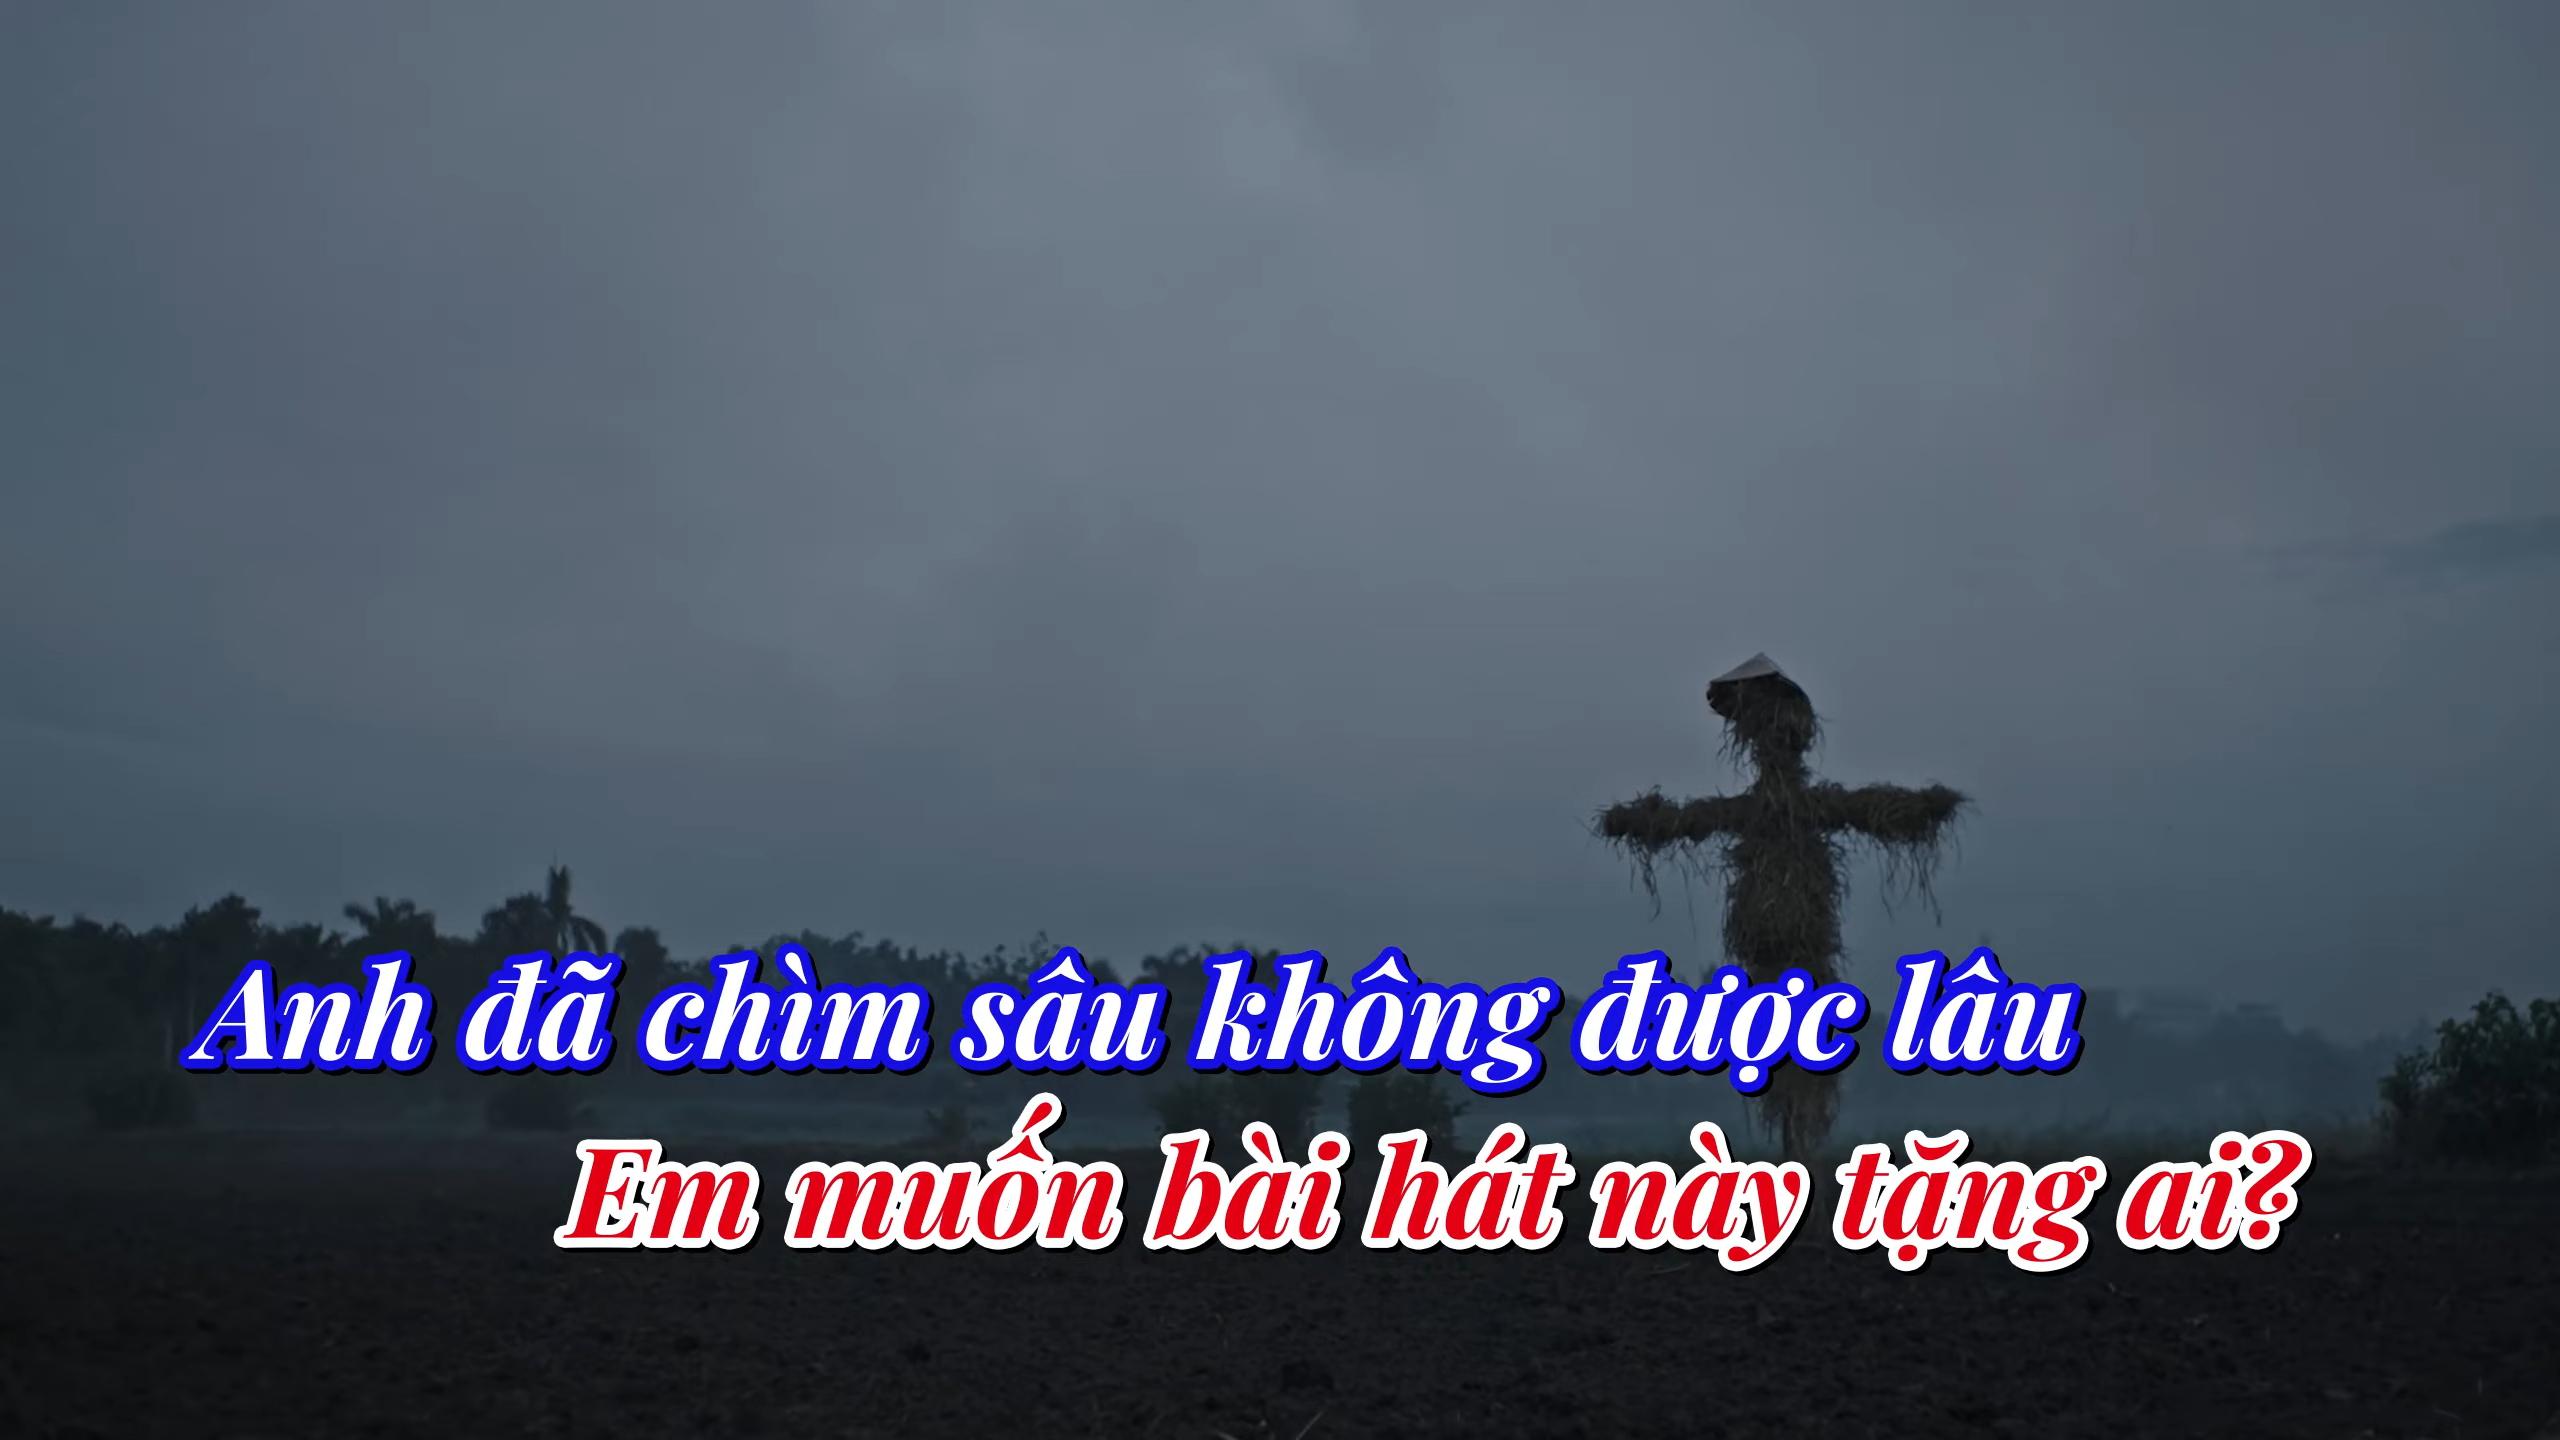 Anh đã chìm sâu không được lâu
Em muốn bài hát này tặng ai?